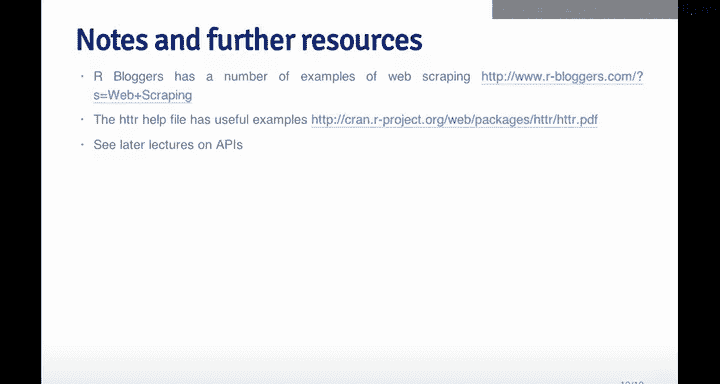 Notes and further resources
· R Bloggers has a number of examples of web scraping http://www.r-bloggers.com/?
s=Web+Scraping
· The httr help file has useful examples http://cran.r-project.org/web/packages/httr/httr.pdf
· See later lectures on APIs